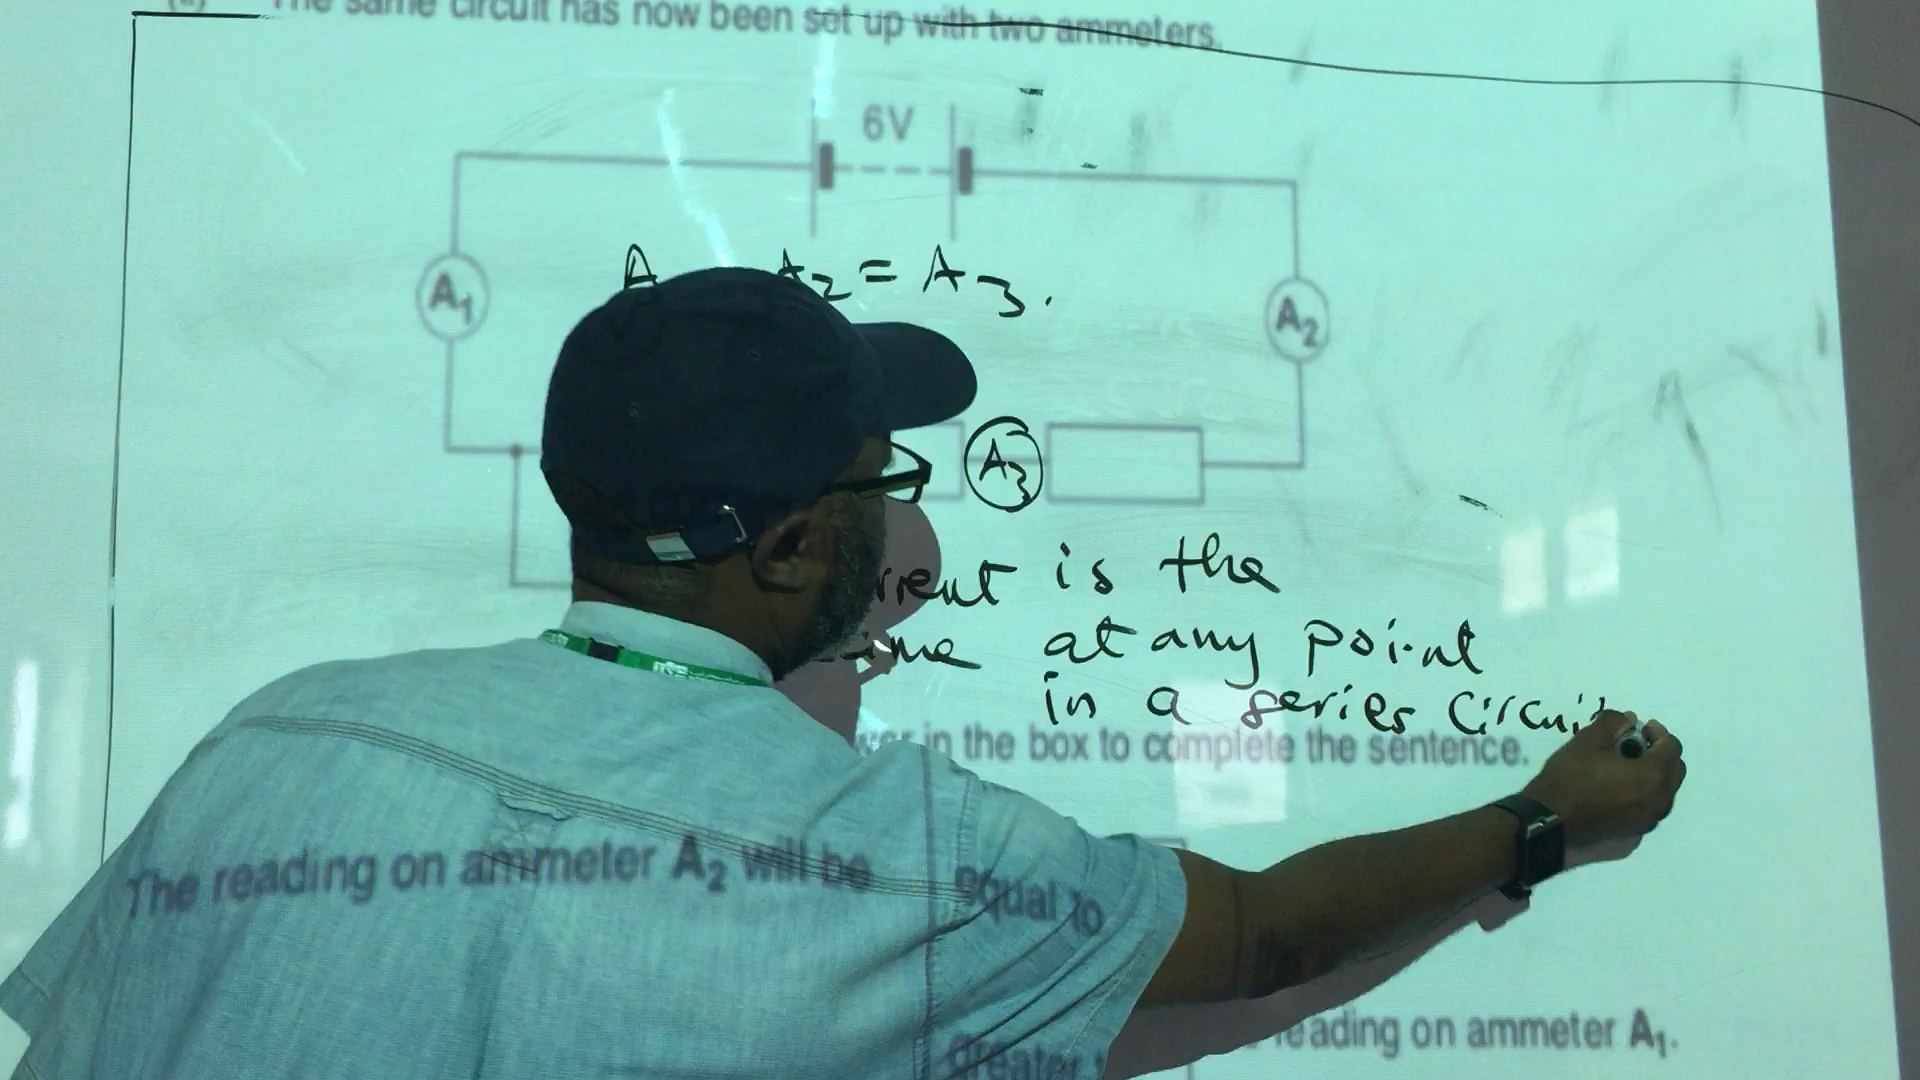 The same circuit has now been set up with two ammeters.
6V
A = A3.
A1
A2
A3
is the
at any point
in a series circuit
in the box to complete the sentence.
The reading on ammeter A2 will be
equal to
greater
reading on ammeter A1.